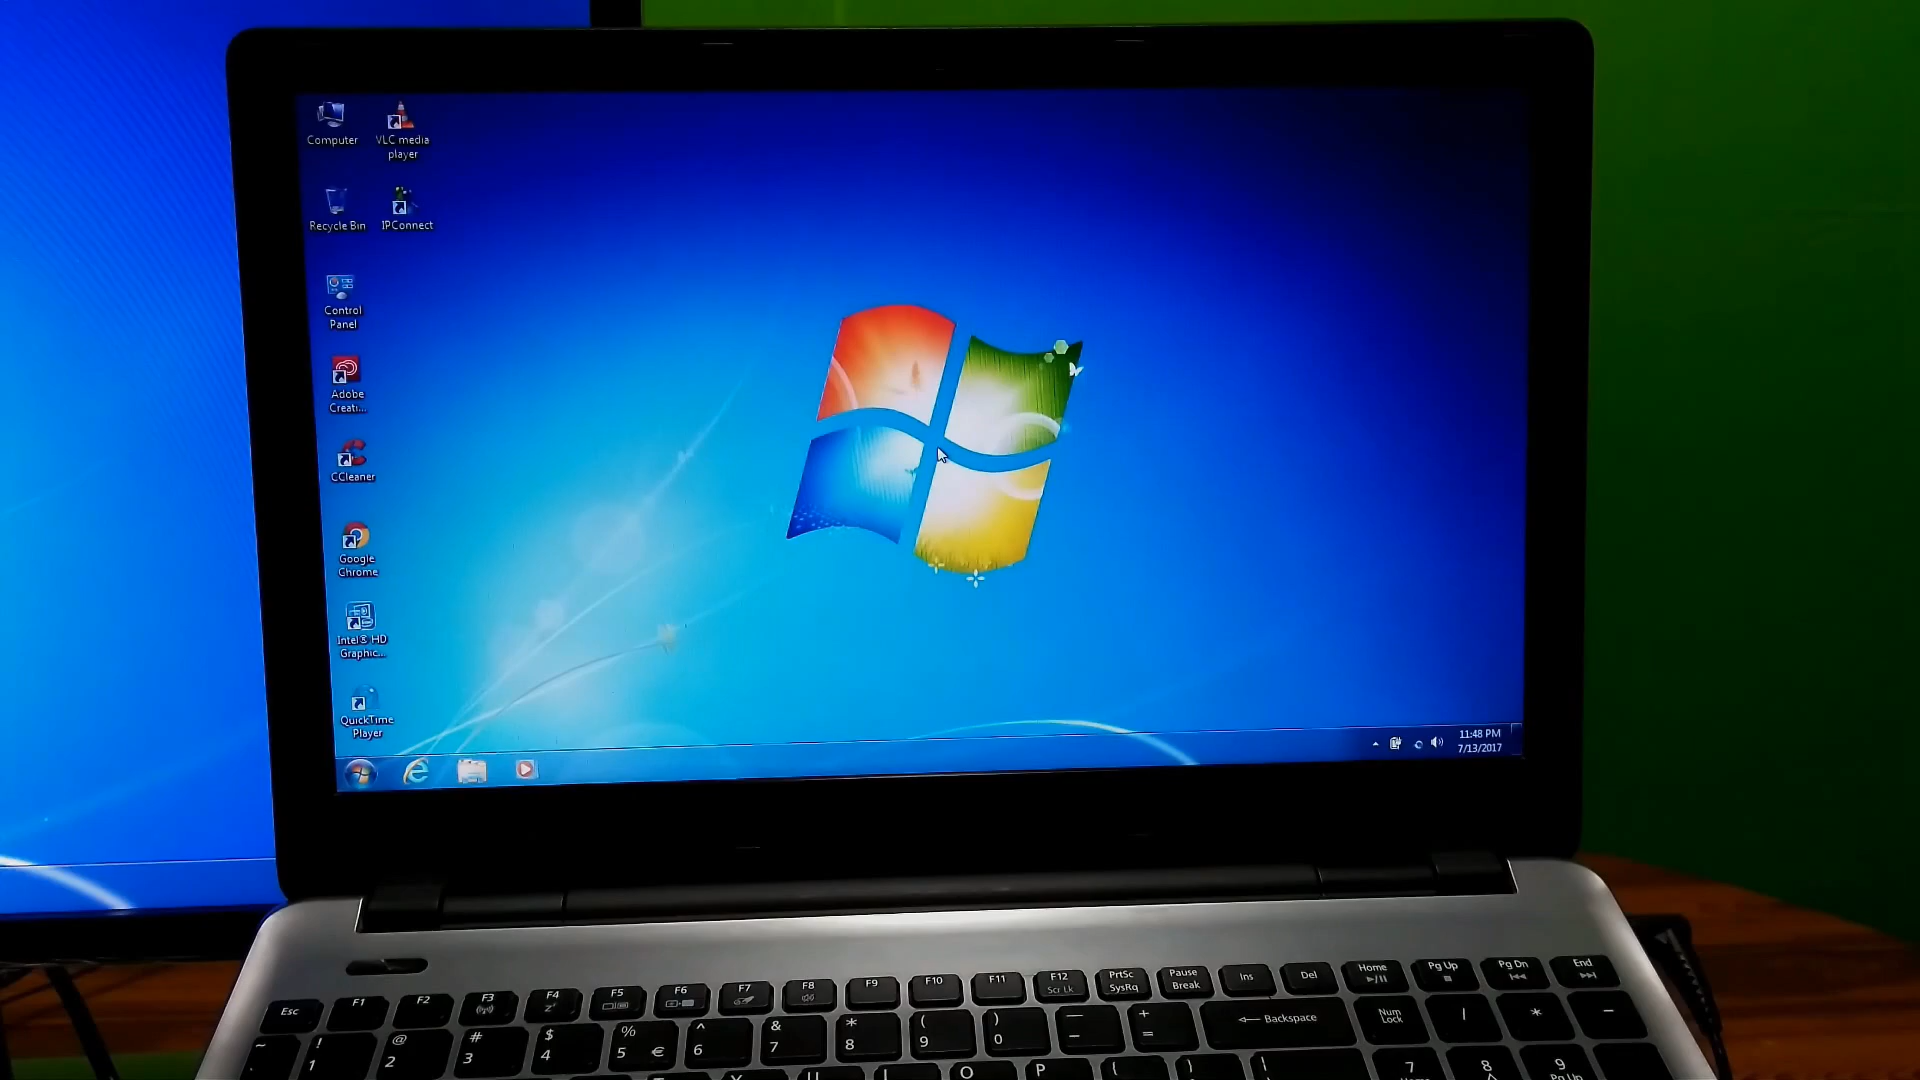 Computer
VLC media
player
Recycle Bin
IPConnect
Control
Panel
Adobe
Creati...
CCleaner
Google
Chrome
Intel® HD
Graphic...
QuickTime
Player
11:48 PM
7/13/2017
Esc F1 F2 F3 F4 F5 F6 F7 F8 F9 F10 F11 F12 PrtSc Pause Ins Del Home Pg Up Pg Dn End
Scr Lk SysRq Break
~ ! @ # $ % ^ & * ( ) — +
1 2 3 4 5 € 6 7 8 9 0 - = Backspace Num Lock / * -
O P 7 8 9
Pg Up